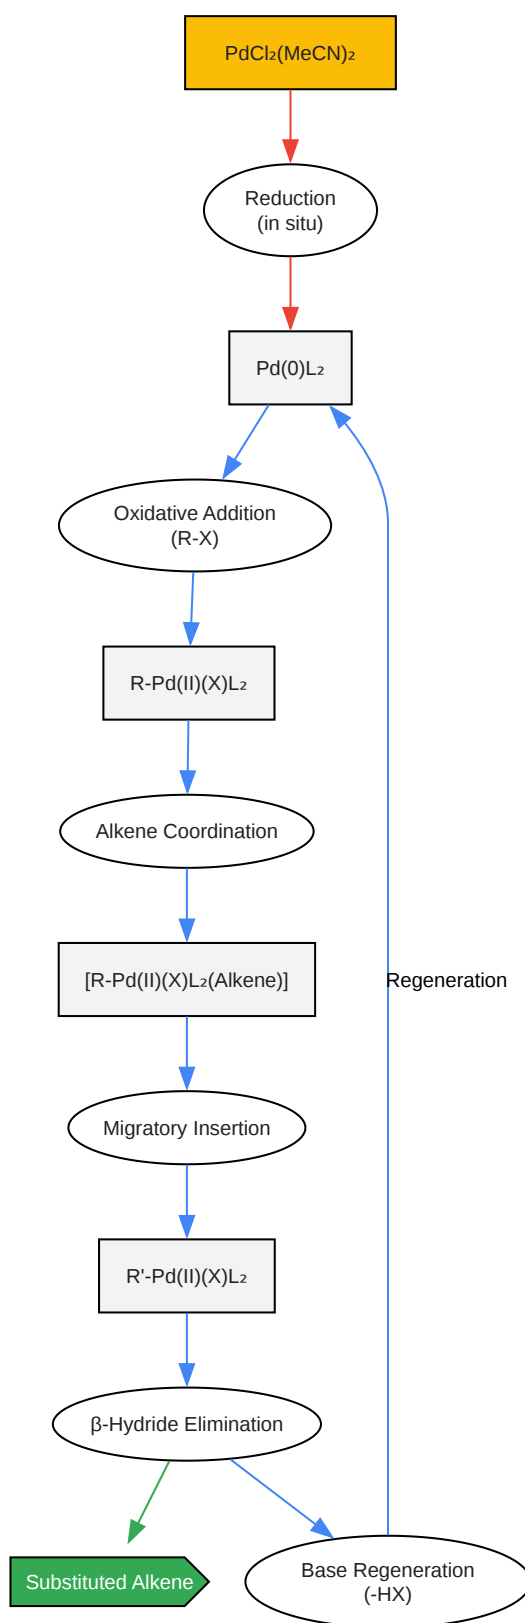 PdCl₂(MeCN)₂
Reduction
(in situ)
Pd(0)L₂
Oxidative Addition
(R-X)
R-Pd(II)(X)L₂
Alkene Coordination
[R-Pd(II)(X)L₂(Alkene)]
Regeneration
Migratory Insertion
R'-Pd(II)(X)L₂
β-Hydride Elimination
Substituted Alkene
Base Regeneration
(-HX)